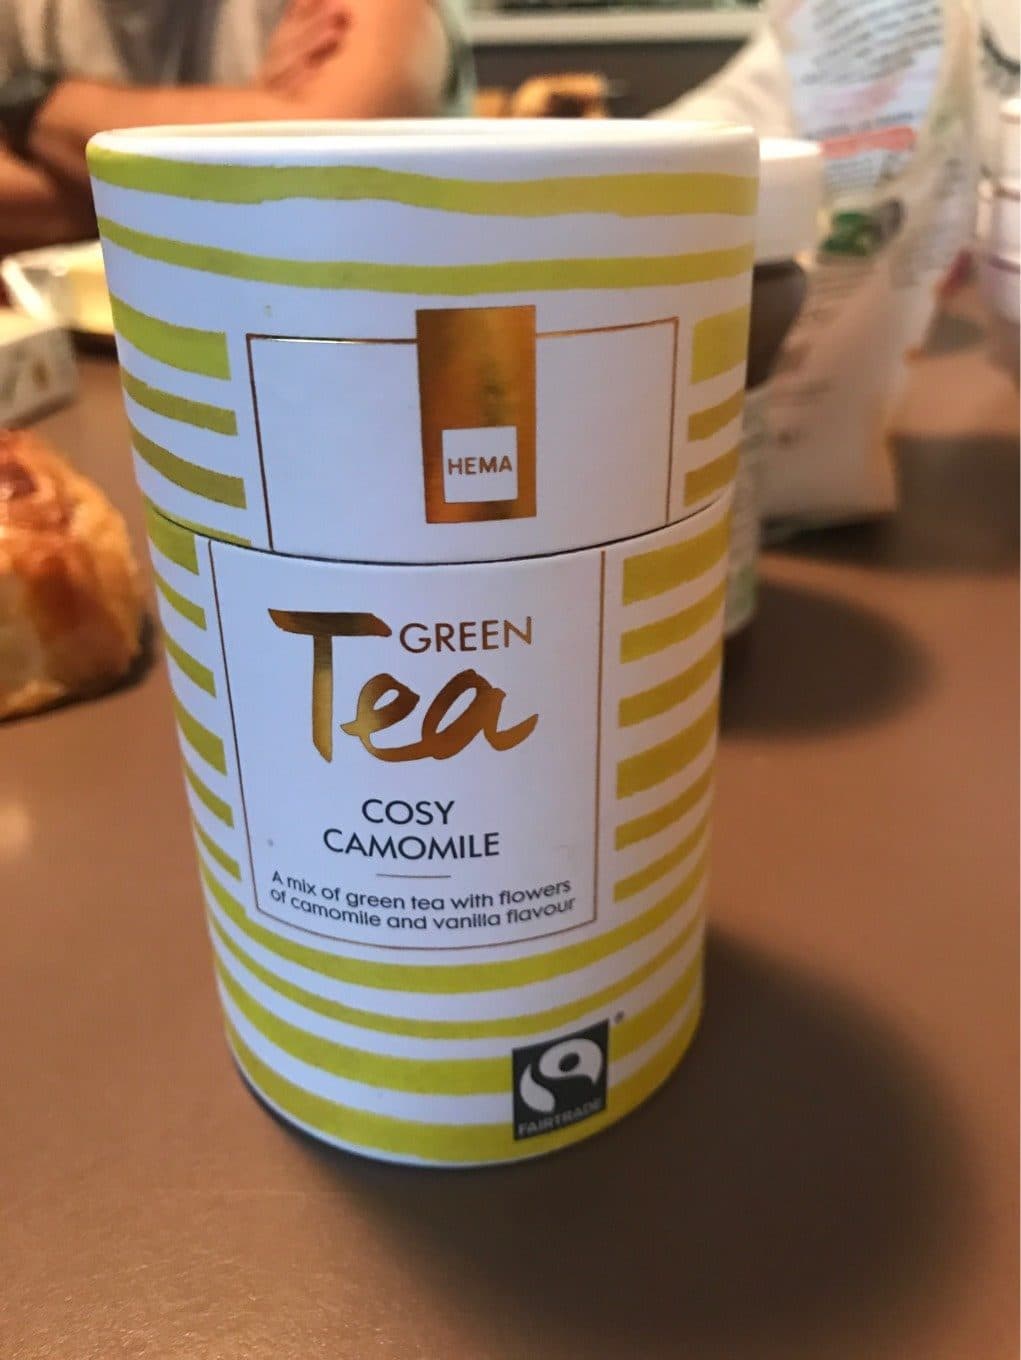 HEMA
GREEN
Tea
COSY
CAMOMILE
A mix of green tea with flowers
of camomile and vanilla flavour
FAIRTRADE
®